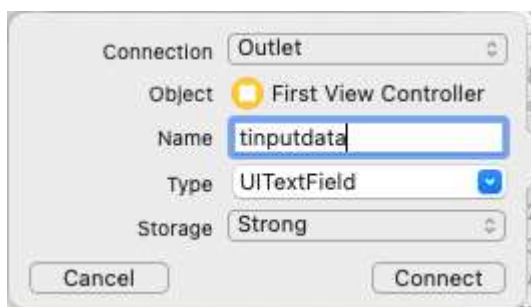 Connection Outlet
Object First View Controller
Name tinputdata
Type UITextField
Storage Strong
Cancel Connect